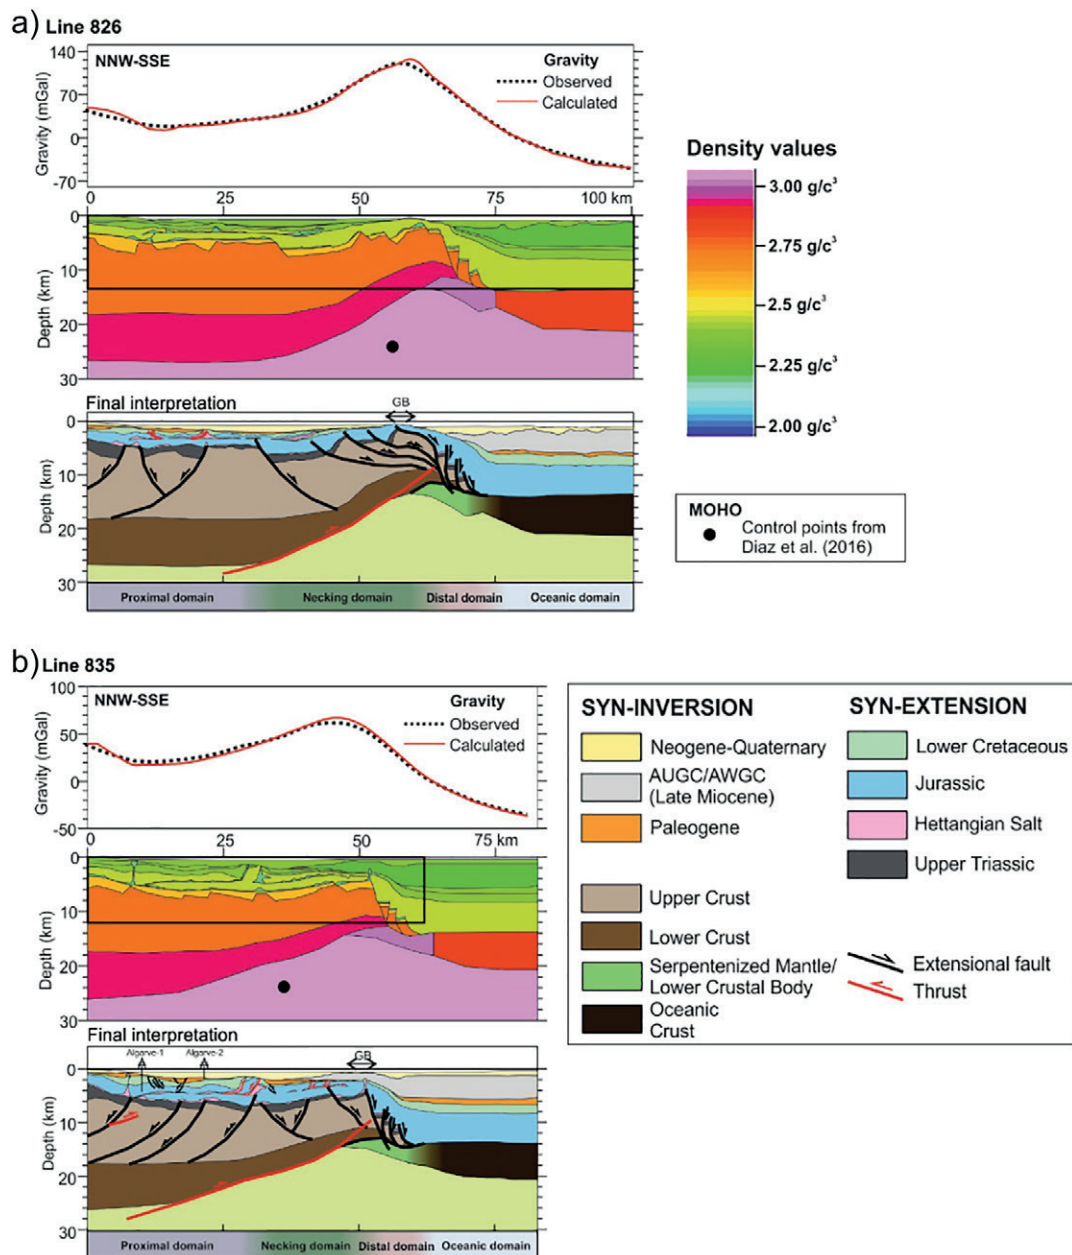 a) Line 826
NNW-SSE
Gravity
Observed
Calculated
Gravity (mGal)
140
70
0
-70
0 25 50 75 100 km
Depth (km)
0
10
20
30
Final interpretation
GB
Depth (km)
0
10
20
30
Proximal domain Necking domain Distal domain Oceanic domain
Density values
3.00 g/c³
2.75 g/c³
2.5 g/c³
2.25 g/c³
2.00 g/c³
MOHO
Control points from
Diaz et al. (2016)
b) Line 835
NNW-SSE
Gravity
Observed
Calculated
Gravity (mGal)
100
50
0
-50
0 25 50 75 km
Depth (km)
0
10
20
30
Final interpretation
Algarve-1 Algarve-2 GB
Depth (km)
0
10
20
30
Proximal domain Necking domain Distal domain Oceanic domain
SYN-INVERSION
Neogene-Quaternary
AUGC/AWGC
(Late Miocene)
Paleogene
Upper Crust
Lower Crust
Serpentenized Mantle/
Lower Crustal Body
Oceanic
Crust
SYN-EXTENSION
Lower Cretaceous
Jurassic
Hettangian Salt
Upper Triassic
Extensional fault
Thrust